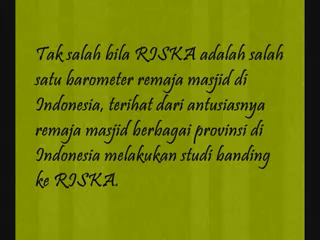 Tak salah bila RISKA adalah salah
satu barometer remaja masjid di
Indonesia, terihat dari antusiasnya
remaja masjid berbagai provinsi di
Indonesia melakukan studi banding
ke RISKA.